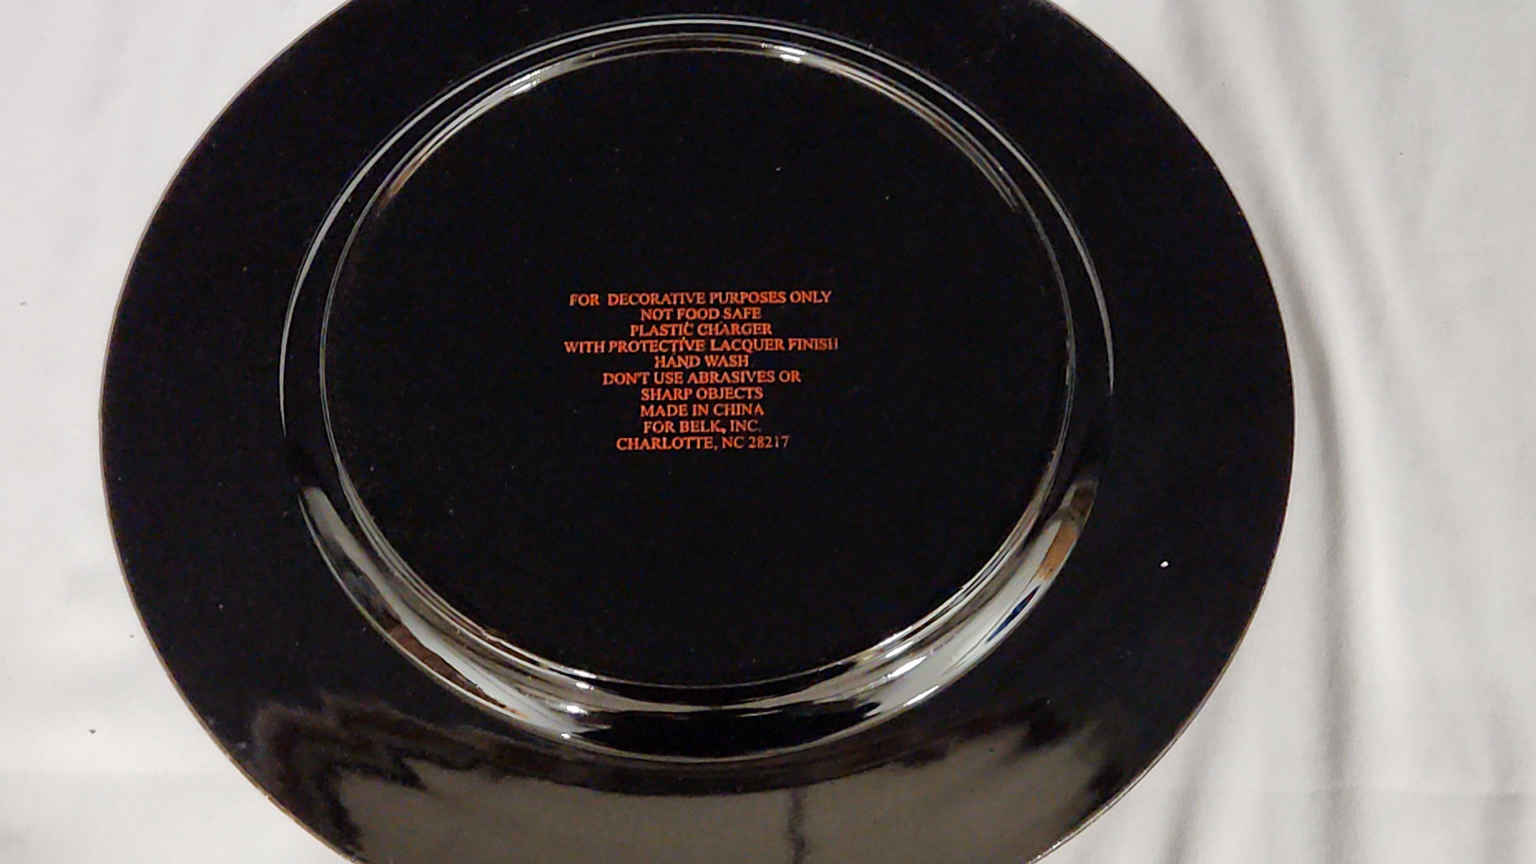 FOR DECORATIVE PURPOSES ONLY
NOT FOOD SAFE
PLASTIC CHARGER
WITH PROTECTIVE LACQUER FINISH
HAND WASH
DON'T USE ABRASIVES OR
SHARP OBJECTS
MADE IN CHINA
FOR BELK, INC.
CHARLOTTE, NC 28217